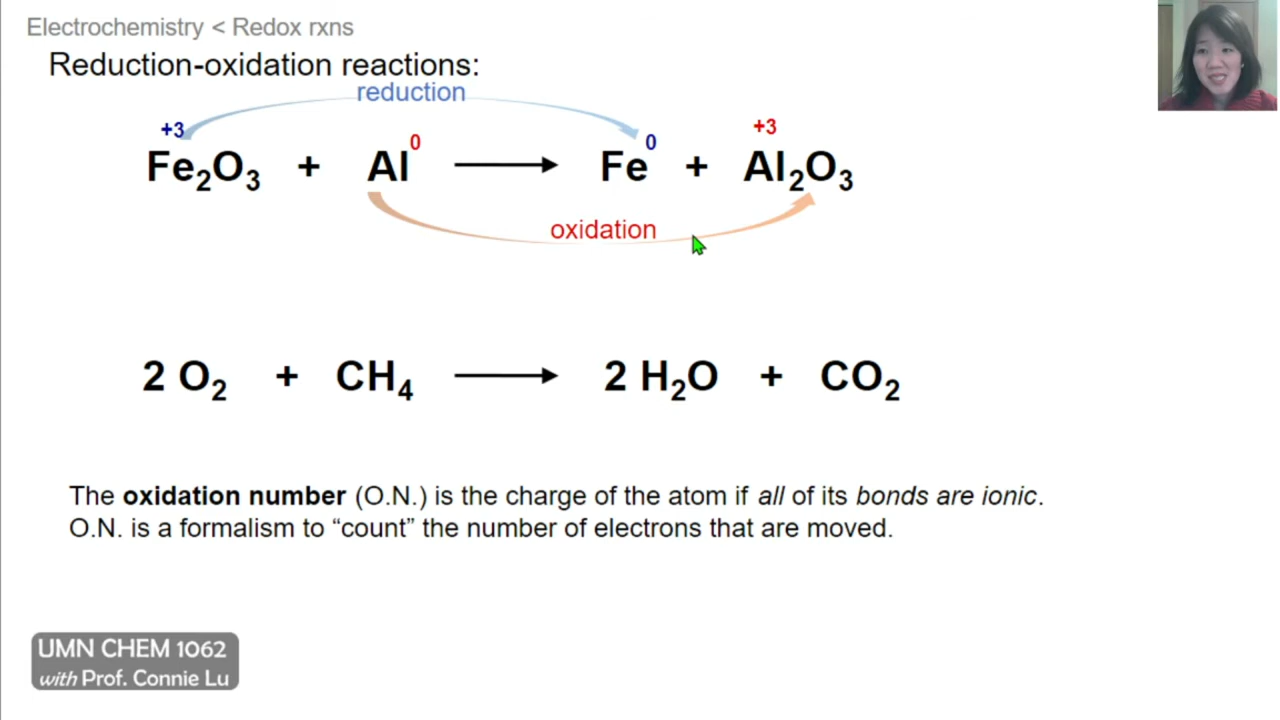 Electrochemistry < Redox rxns
Reduction-oxidation reactions:
reduction
+3 0 0 +3
Fe₂O₃ + Al ⟶ Fe + Al₂O₃
oxidation
2 O₂ + CH₄ ⟶ 2 H₂O + CO₂
The oxidation number (O.N.) is the charge of the atom if all of its bonds are ionic.
O.N. is a formalism to “count” the number of electrons that are moved.
UMN CHEM 1062
with Prof. Connie Lu